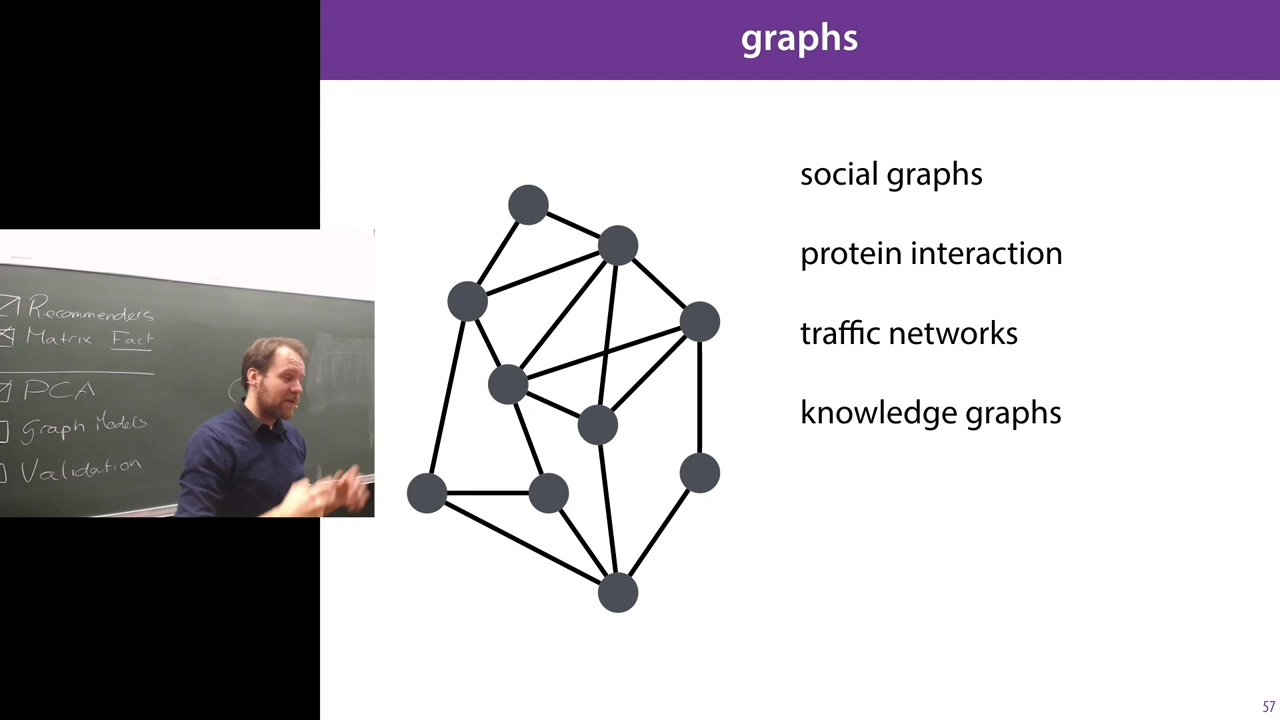 graphs
social graphs
protein interaction
traffic networks
knowledge graphs
Recommenders
Matrix Fact
PCA
Graph Models
Validation
57